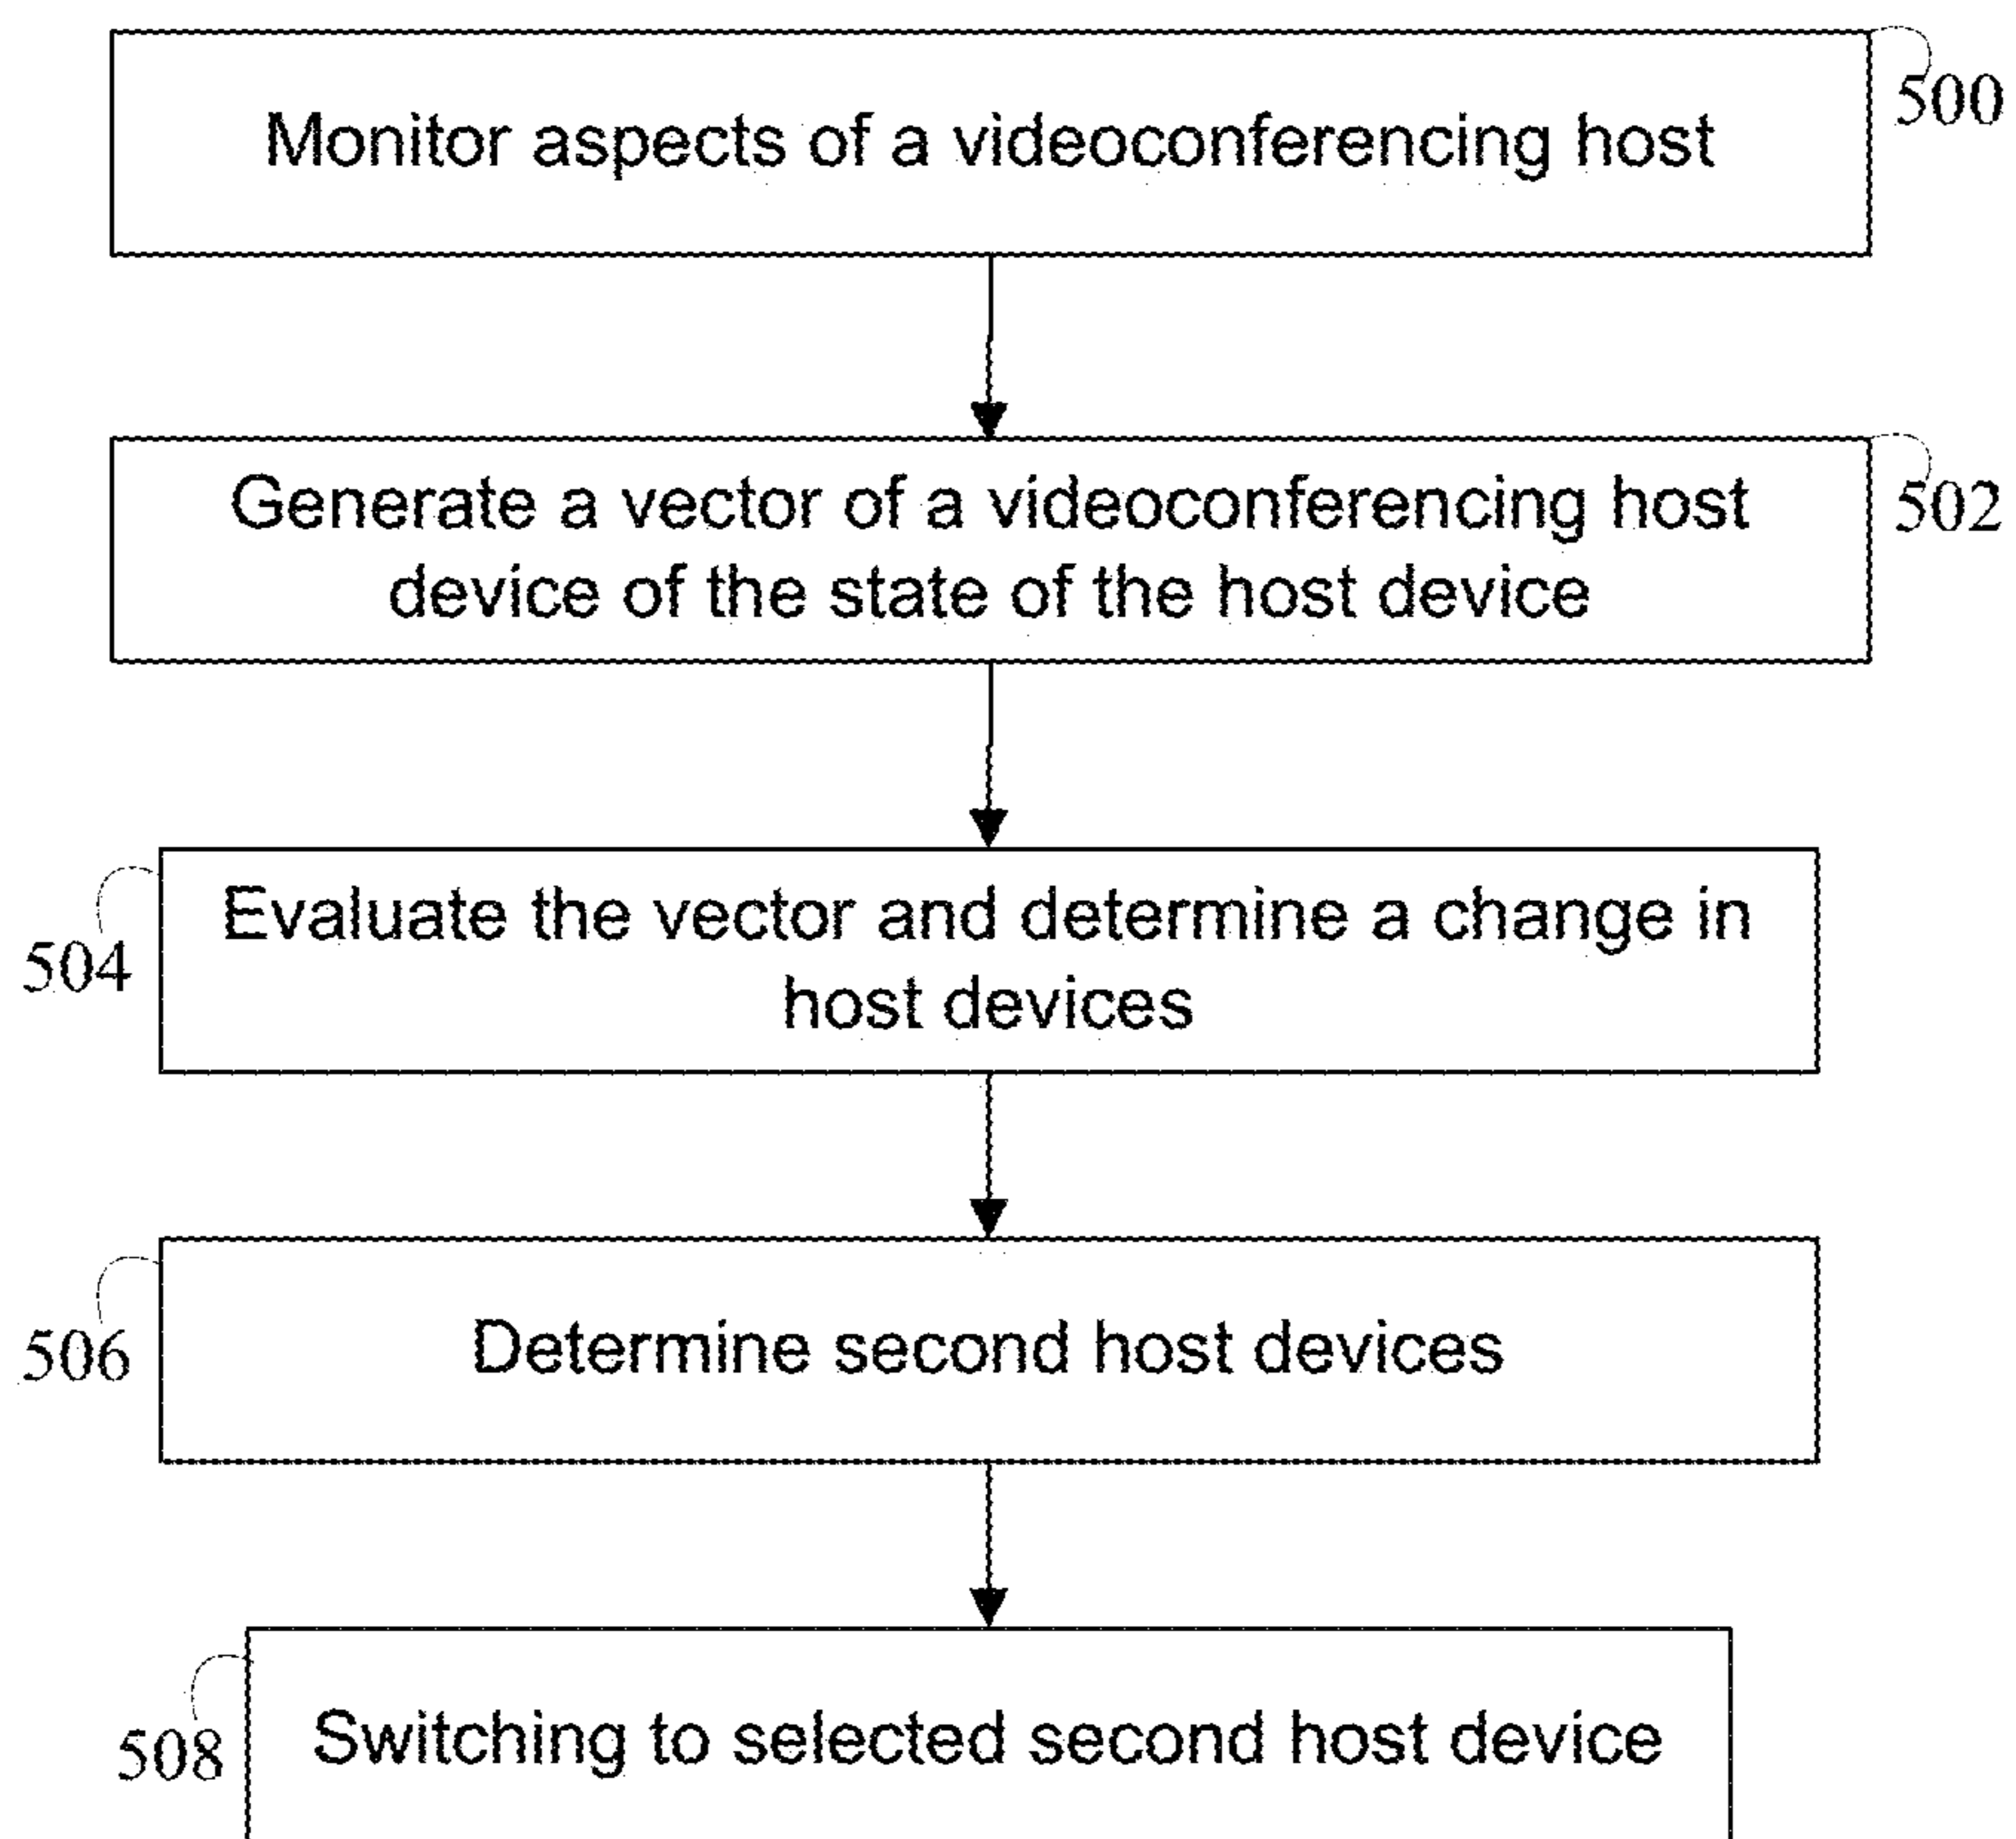 Monitor aspects of a videoconferencing host
500
Generate a vector of a videoconferencing host
device of the state of the host device
502
Evaluate the vector and determine a change in
host devices
504
Determine second host devices
506
Switching to selected second host device
508